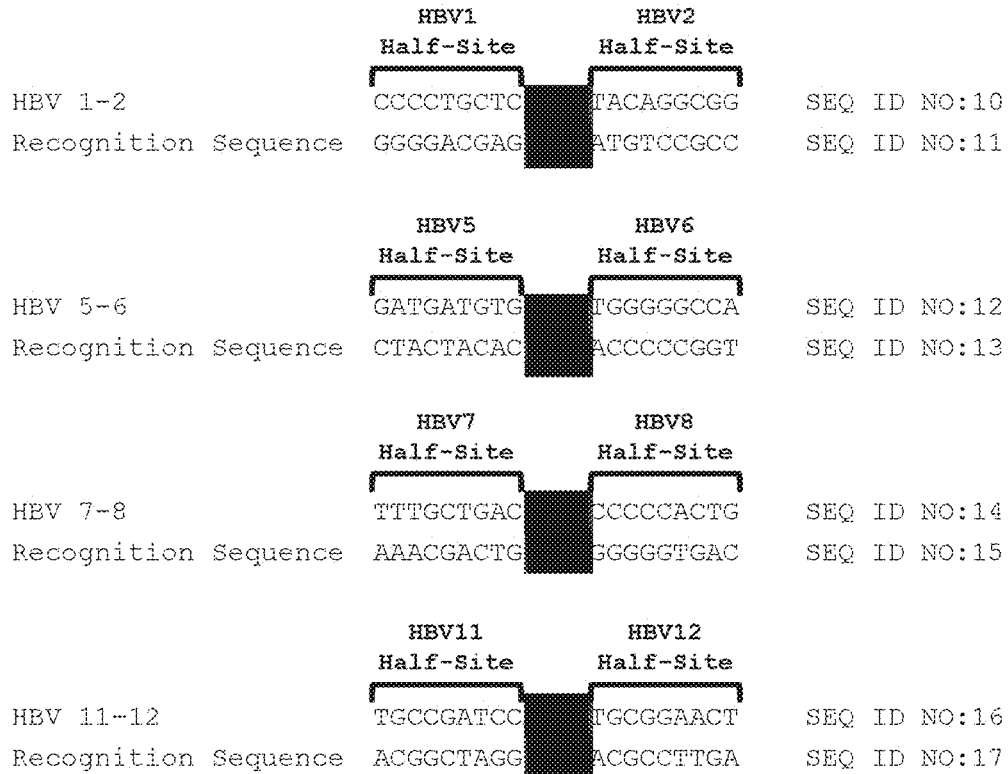 HBV1 HBV2
Half-Site Half-Site
HBV 1-2 CCCCTGCTC TACAGGCGG SEQ ID NO:10
Recognition Sequence GGGGACGAG ATGTCCGCC SEQ ID NO:11
HBV5 HBV6
Half-Site Half-Site
HBV 5-6 GATGATGTG TGGGGGCCA SEQ ID NO:12
Recognition Sequence CTACTACAC ACCCCCGGT SEQ ID NO:13
HBV7 HBV8
Half-Site Half-Site
HBV 7-8 TTTGCTGAC CCCCCACTG SEQ ID NO:14
Recognition Sequence AAACGACTG GGGGGTGAC SEQ ID NO:15
HBV11 HBV12
Half-Site Half-Site
HBV 11-12 TGCCGATCC TGCGGAACT SEQ ID NO:16
Recognition Sequence ACGGCTAGG ACGCCTTGA SEQ ID NO:17